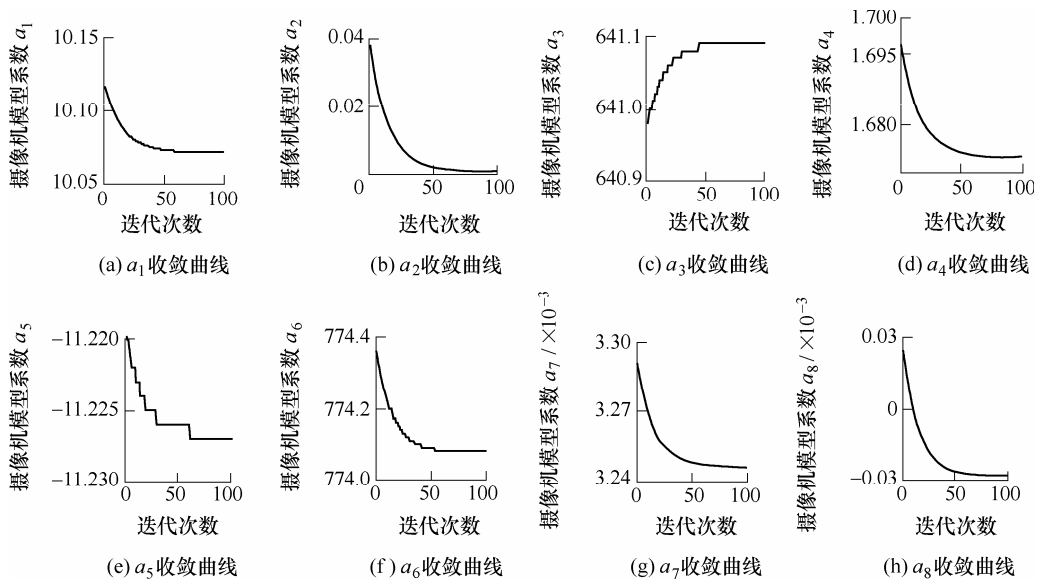 摄像机模型系数 a1
10.15
10.10
10.05
0
50
100
迭代次数
(a) a1收敛曲线
摄像机模型系数 a2
0.04
0.02
0
50
100
迭代次数
(b) a2收敛曲线
摄像机模型系数 a3
641.1
641.0
640.9
0
50
100
迭代次数
(c) a3收敛曲线
摄像机模型系数 a4
1.700
1.695
1.680
0
50
100
迭代次数
(d) a4收敛曲线
摄像机模型系数 a5
−11.220
−11.225
−11.230
0
50
100
迭代次数
(e) a5收敛曲线
摄像机模型系数 a6
774.4
774.2
774.0
0
50
100
迭代次数
(f) a6收敛曲线
摄像机模型系数 a7 / ×10−3
3.30
3.27
3.24
0
50
100
迭代次数
(g) a7收敛曲线
摄像机模型系数 a8/ ×10−3
0.03
0
−0.03
0
50
100
迭代次数
(h) a8收敛曲线